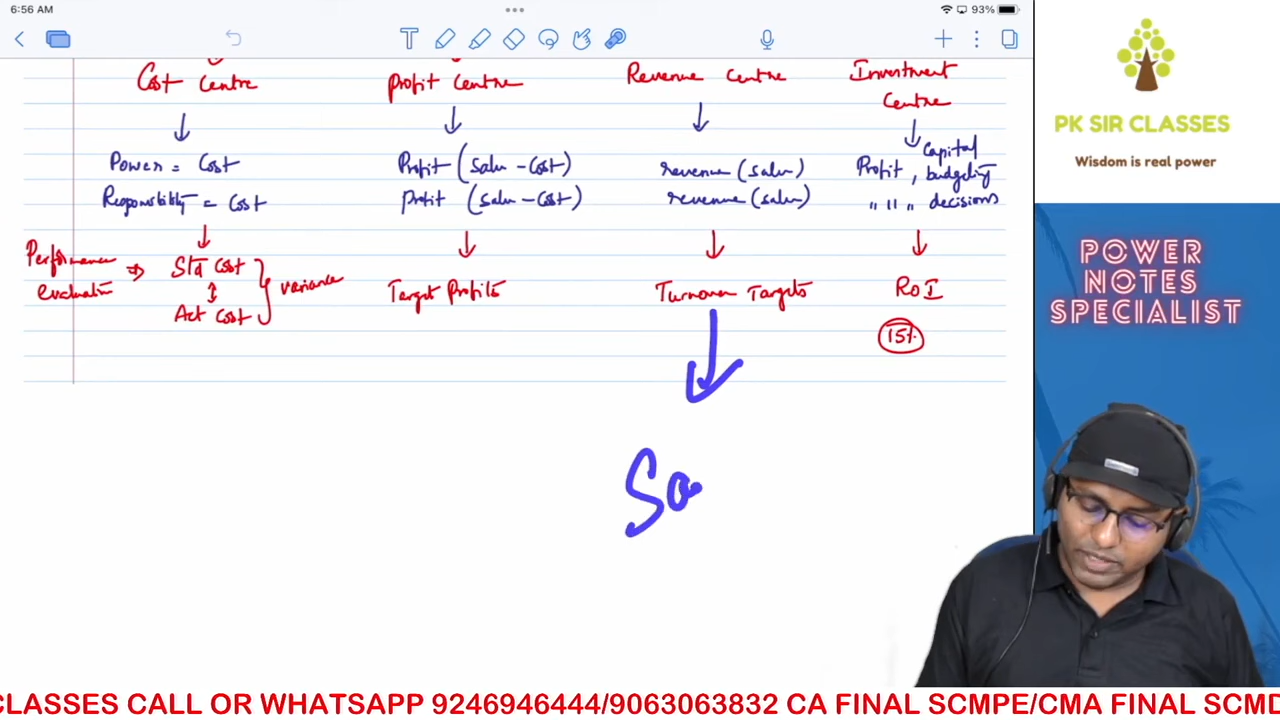 6:56 AM
93%
Cost Centre
Profit Centre
Revenue Centre
Investment
Centre
Power = Cost
Responsibility = Cost
Profit (Sales - Cost)
Profit (Sales - Cost)
revenue (Sales)
revenue (Sales)
Profit, Capital
budgeting
" " " decisions
Performance
evaluation ⇒
Std Cost
↕
Act Cost
} variance
Target Profits
Turnover Targets
RoI
15%
Sa
PK SIR CLASSES
Wisdom is real power
POWER
NOTES
SPECIALIST
CLASSES CALL OR WHATSAPP 9246946444/9063063832 CA FINAL SCMPE/CMA FINAL SCMD